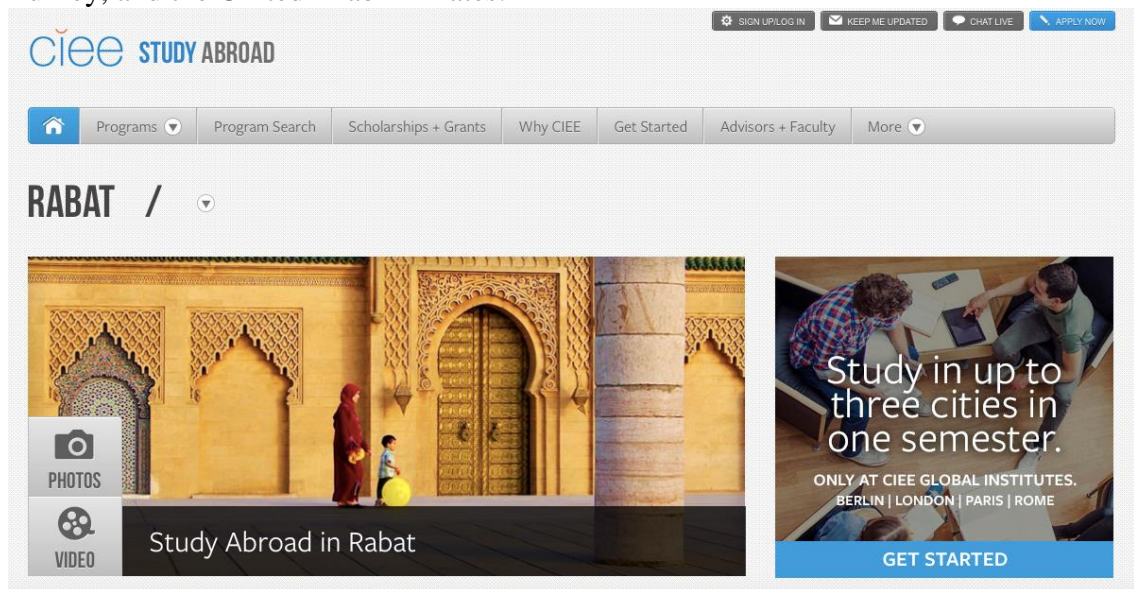 SIGN UP/LOG IN
KEEP ME UPDATED
CHAT LIVE
APPLY NOW
ciee STUDY ABROAD
Programs
Program Search
Scholarships + Grants
Why CIEE
Get Started
Advisors + Faculty
More
RABAT /
PHOTOS
VIDEO
Study Abroad in Rabat
Study in up to
three cities in
one semester.
ONLY AT CIEE GLOBAL INSTITUTES.
BERLIN | LONDON | PARIS | ROME
GET STARTED